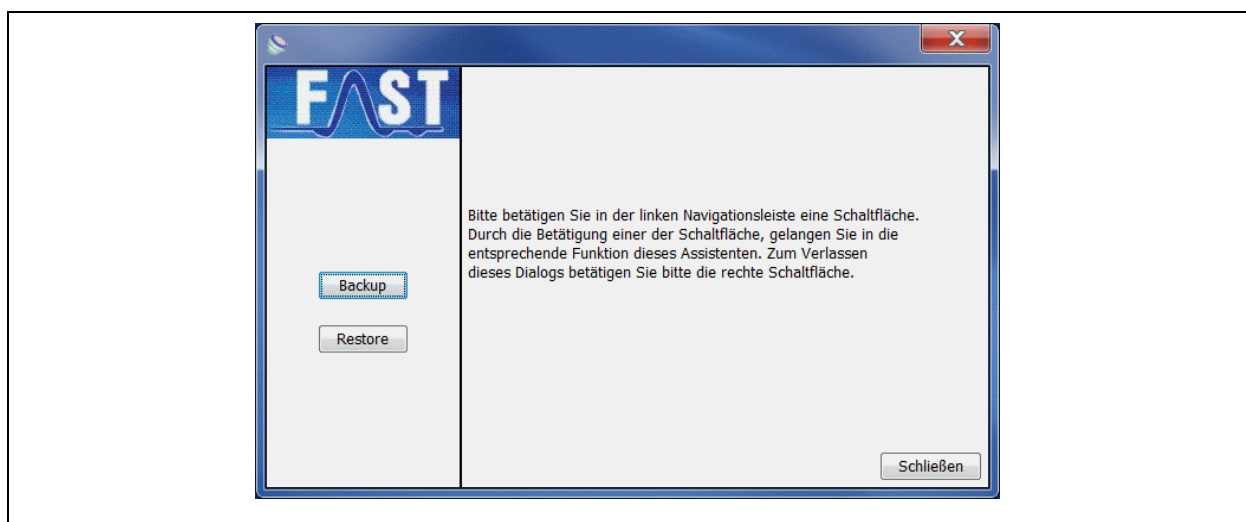 FAST
Bitte betätigen Sie in der linken Navigationsleiste eine Schaltfläche.
Durch die Betätigung einer der Schaltfläche, gelangen Sie in die
entsprechende Funktion dieses Assistenten. Zum Verlassen
dieses Dialogs betätigen Sie bitte die rechte Schaltfläche.
Backup
Restore
Schließen